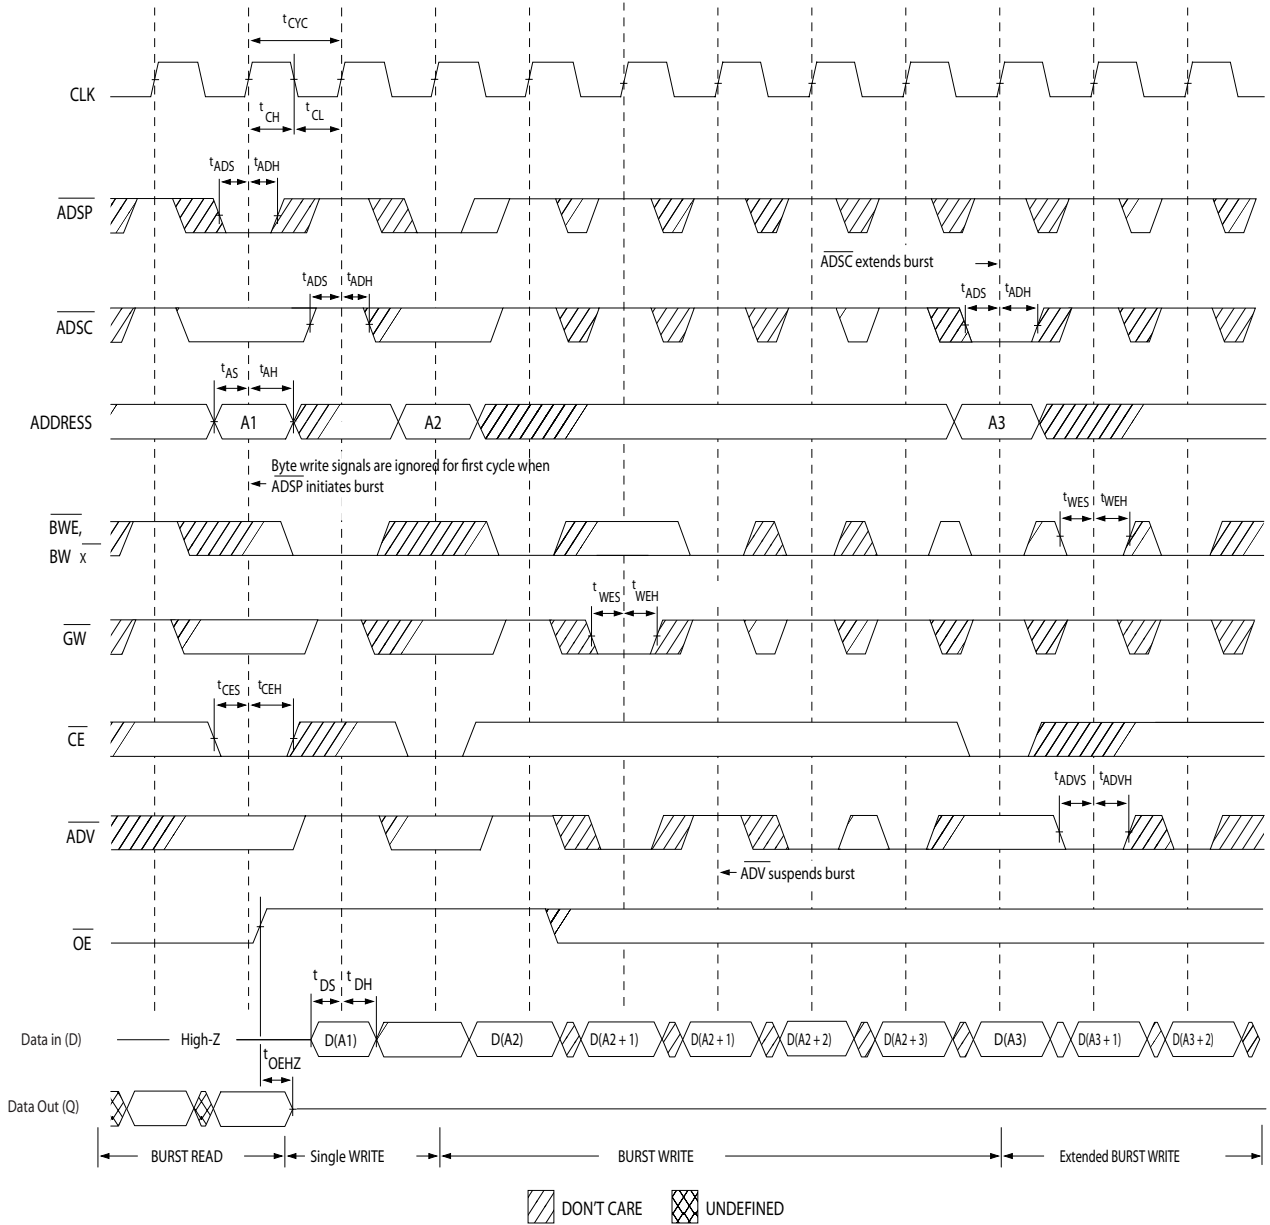 tCYC
CLK
tCH
tCL
tADS
tADH
ADSP
ADSC extends burst
tADS
tADH
tADS
tADH
ADSC
tAS
tAH
ADDRESS
A1
A2
A3
Byte write signals are ignored for first cycle when
ADSP initiates burst
tWES
tWEH
BWE,
BW X
tWES
tWEH
GW
tCES
tCEH
CE
tADVS
tADVH
ADV
ADV suspends burst
OE
tDS
tDH
Data in (D)
High-Z
D(A1)
D(A2)
D(A2 + 1)
D(A2 + 1)
D(A2 + 2)
D(A2 + 3)
D(A3)
D(A3 + 1)
D(A3 + 2)
tOEHZ
Data Out (Q)
BURST READ
Single WRITE
BURST WRITE
Extended BURST WRITE
DON'T CARE
UNDEFINED